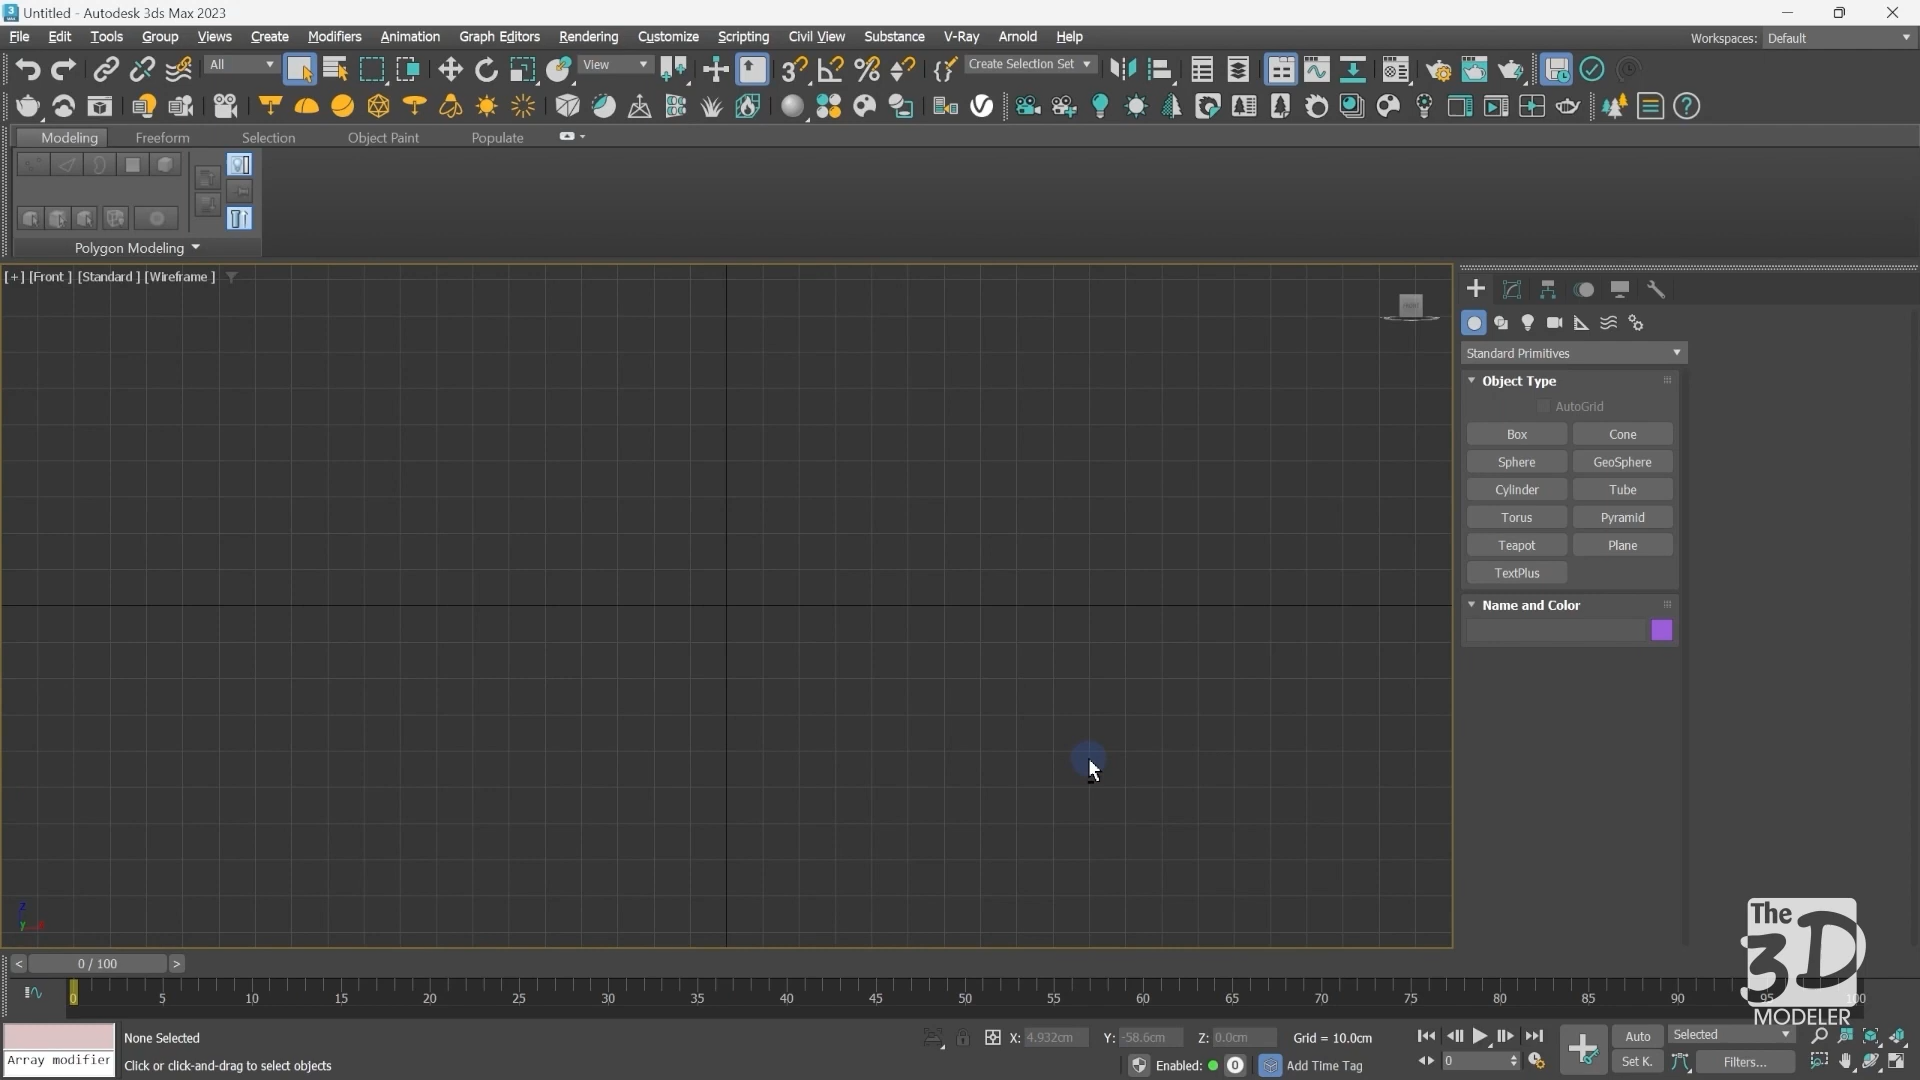 Untitled - Autodesk 3ds Max 2023
File Edit Tools Group Views Create Modifiers Animation Graph Editors Rendering Customize Scripting Civil View Substance V-Ray Arnold Help Workspaces: Default
All View Create Selection Set
Modeling Freeform Selection Object Paint Populate
Polygon Modeling
[+] [Front ] [Standard ] [Wireframe ]
FRONT
Standard Primitives
Object Type
AutoGrid
Box Cone
Sphere GeoSphere
Cylinder Tube
Torus Pyramid
Teapot Plane
TextPlus
Name and Color
z
y x
The
3D
MODELER
< 0 / 100 >
0 5 10 15 20 25 30 35 40 45 50 55 60 65 70 75 80 85 90 95 100
None Selected X: 4.932cm Y: -58.6cm Z: 0.0cm Grid = 10.0cm Auto Selected
Array modifier Click or click-and-drag to select objects Enabled: 0 Add Time Tag 0 Set K. Filters...